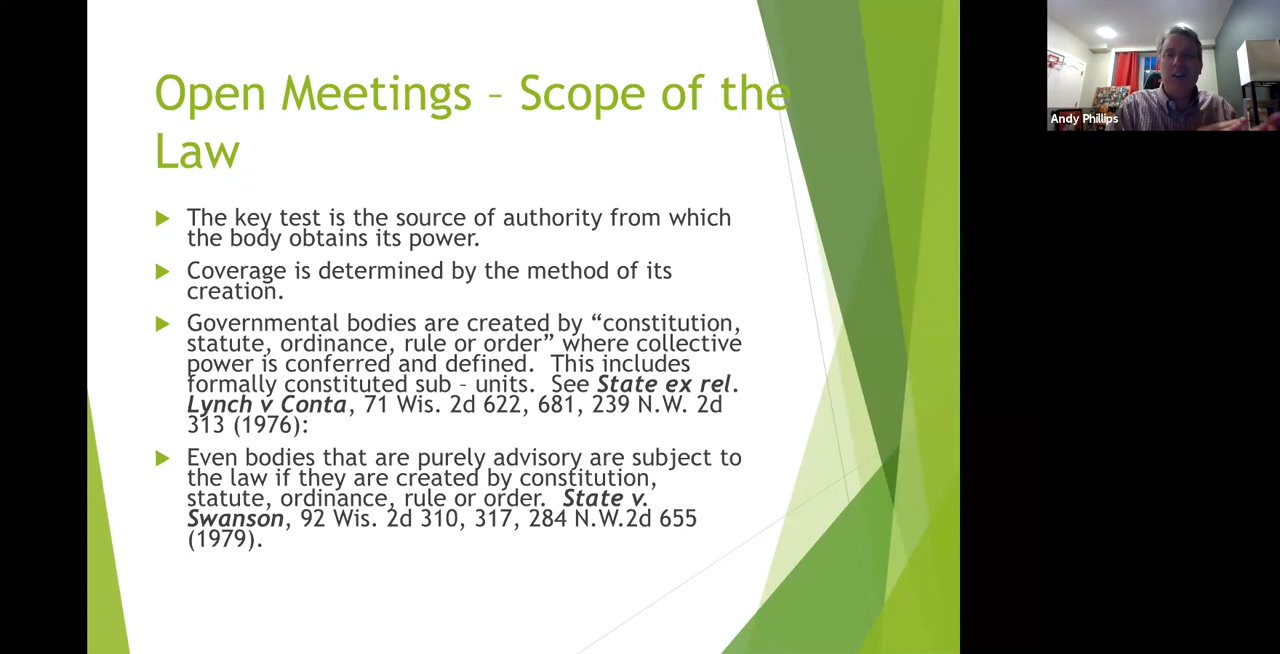 Open Meetings – Scope of the
Law
The key test is the source of authority from which
the body obtains its power.
Coverage is determined by the method of its
creation.
Governmental bodies are created by “constitution,
statute, ordinance, rule or order” where collective
power is conferred and defined.  This includes
formally constituted sub – units.  See State ex rel.
Lynch v Conta, 71 Wis. 2d 622, 681, 239 N.W. 2d
313 (1976):
Even bodies that are purely advisory are subject to
the law if they are created by constitution,
statute, ordinance, rule or order.  State v.
Swanson, 92 Wis. 2d 310, 317, 284 N.W.2d 655
(1979).
Andy Phillips